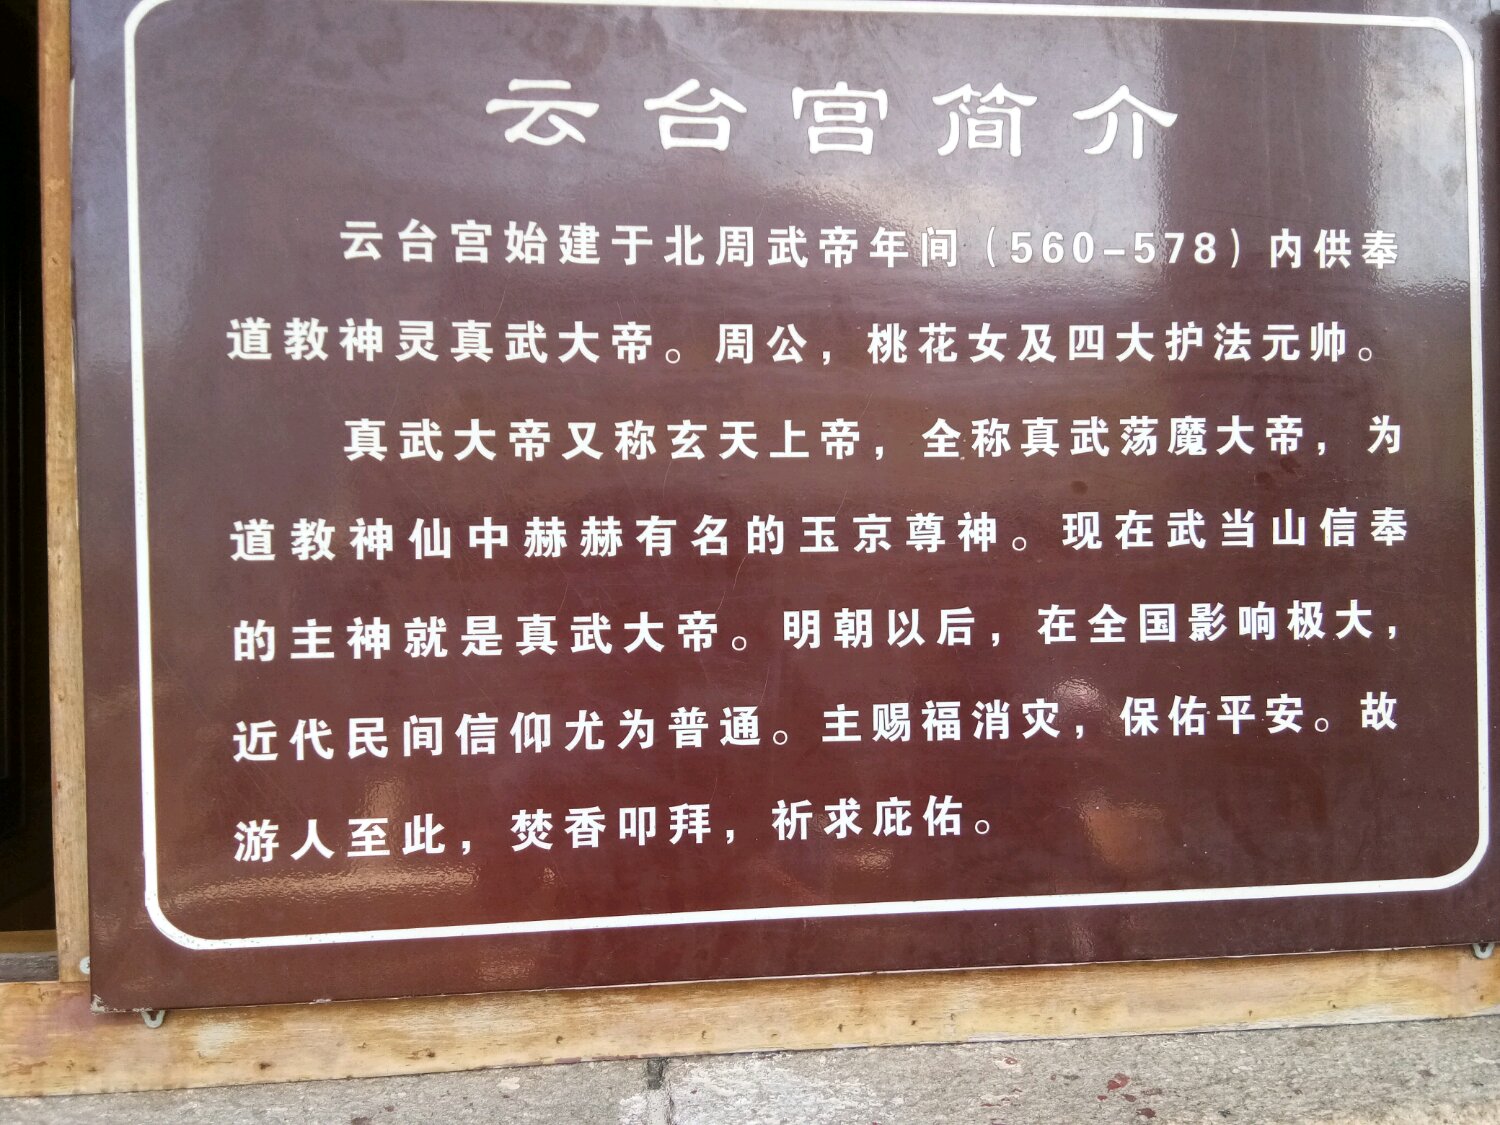 云台宫简介
云台宫始建于北周武帝年间（560-578）内供奉
道教神灵真武大帝。周公，桃花女及四大护法元帅。
真武大帝又称玄天上帝，全称真武荡魔大帝，为
道教神仙中赫赫有名的玉京尊神。现在武当山信奉
的主神就是真武大帝。明朝以后，在全国影响极大，
近代民间信仰尤为普通。主赐福消灾，保佑平安。故
游人至此，焚香叩拜，祈求庇佑。